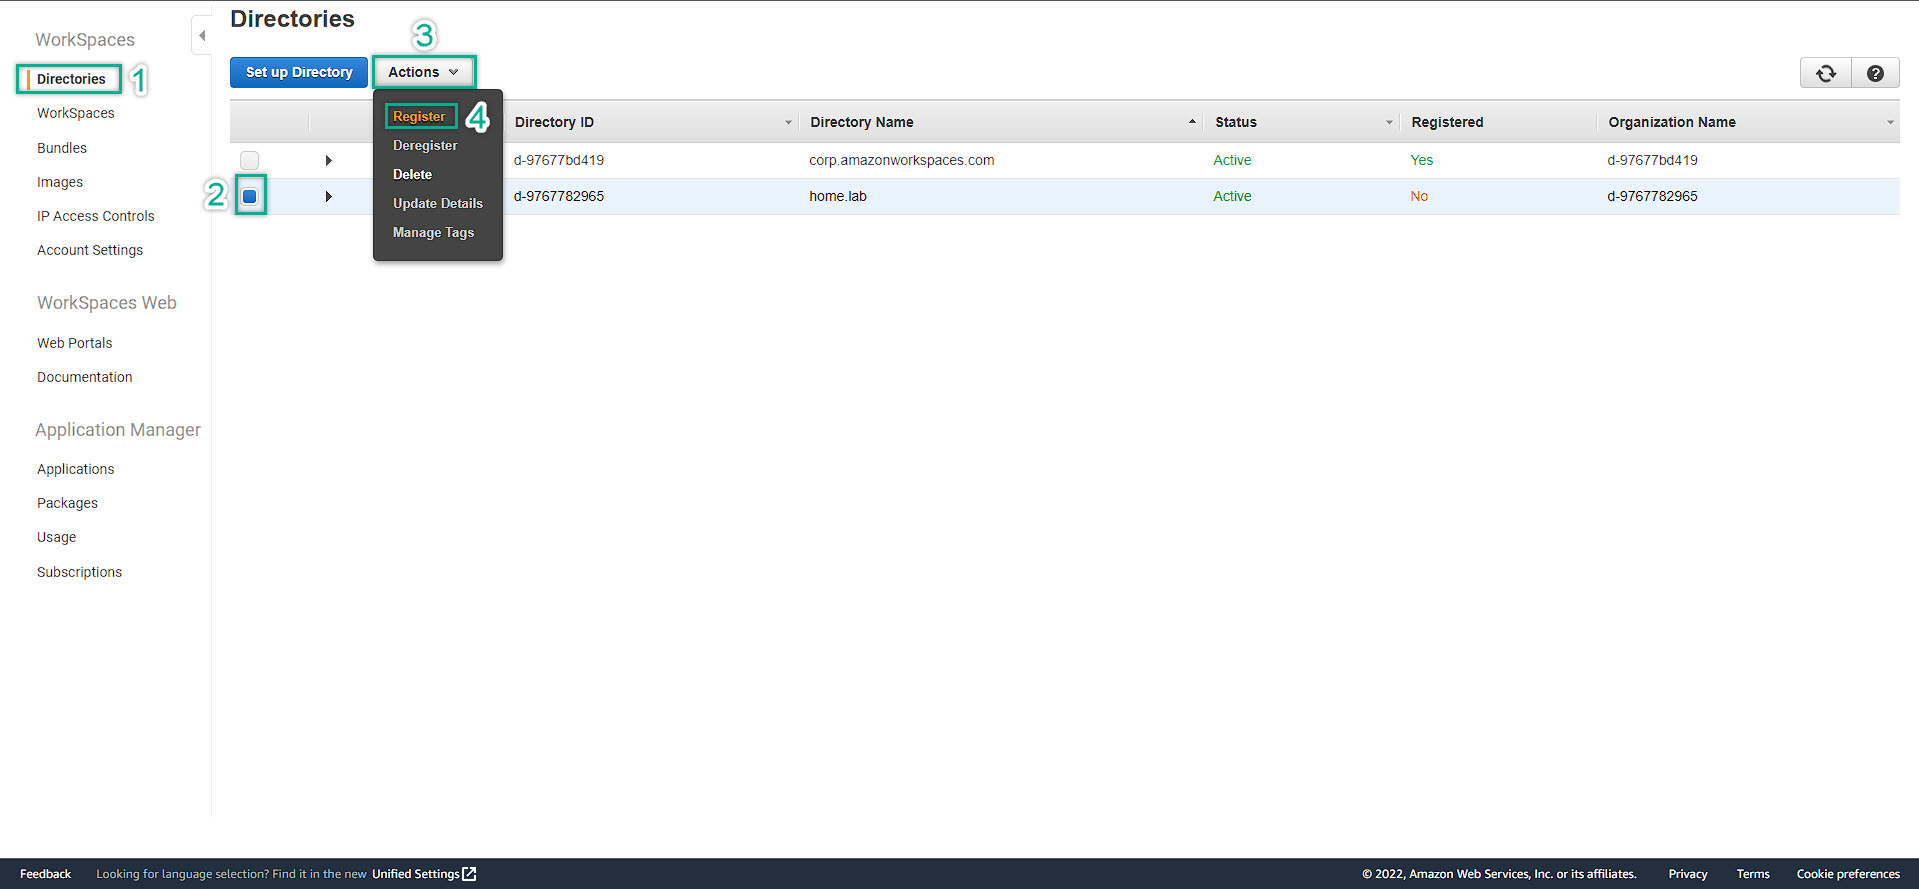 Directories
WorkSpaces
3
Set up Directory
Actions
Directories
1
WorkSpaces
Bundles
Images
IP Access Controls
Account Settings
WorkSpaces Web
Web Portals
Documentation
Application Manager
Applications
Packages
Usage
Subscriptions
Register
4
Deregister
Delete
Update Details
Manage Tags
Directory ID
Directory Name
Status
Registered
Organization Name
d-97677bd419
corp.amazonworkspaces.com
Active
Yes
d-97677bd419
2
d-9767782965
home.lab
Active
No
d-9767782965
Feedback
Looking for language selection? Find it in the new Unified Settings
© 2022, Amazon Web Services, Inc. or its affiliates.
Privacy
Terms
Cookie preferences